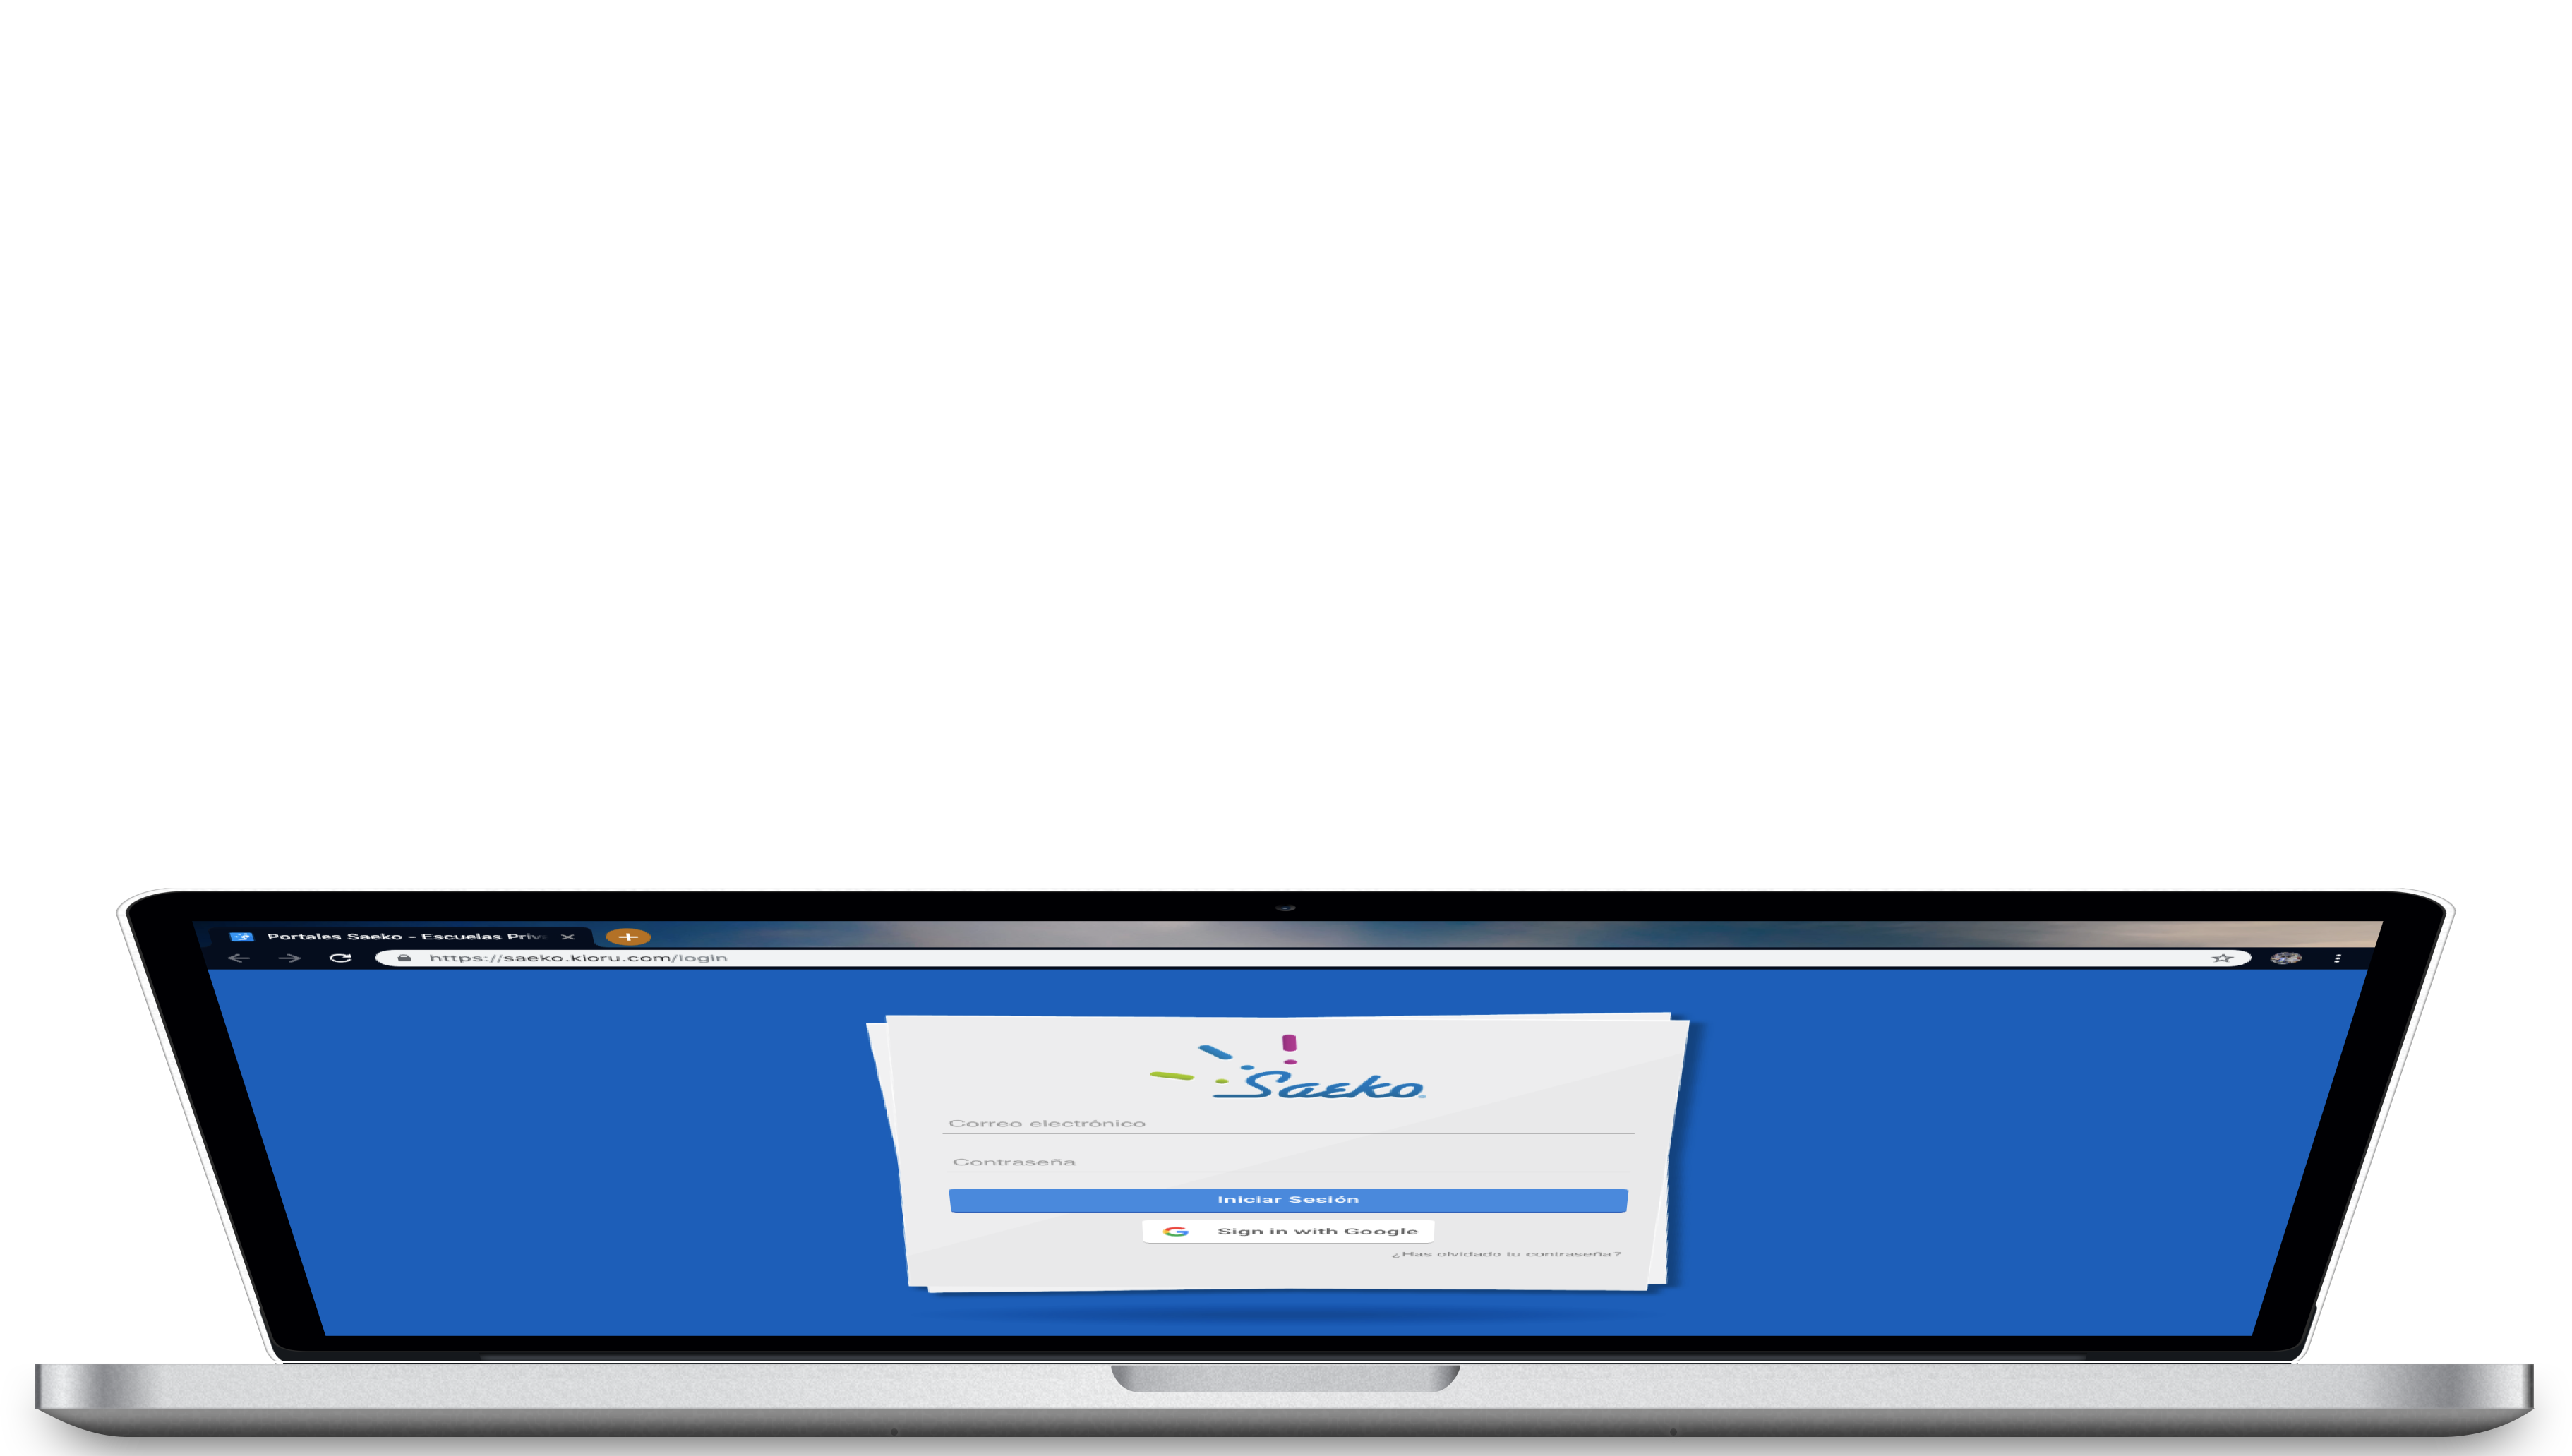 Portales Saeko - Escuelas Priv
https://saeko.kioru.com/login
Saeko
Correo electrónico
Contraseña
Iniciar Sesión
Sign in with Google
¿Has olvidado tu contraseña?